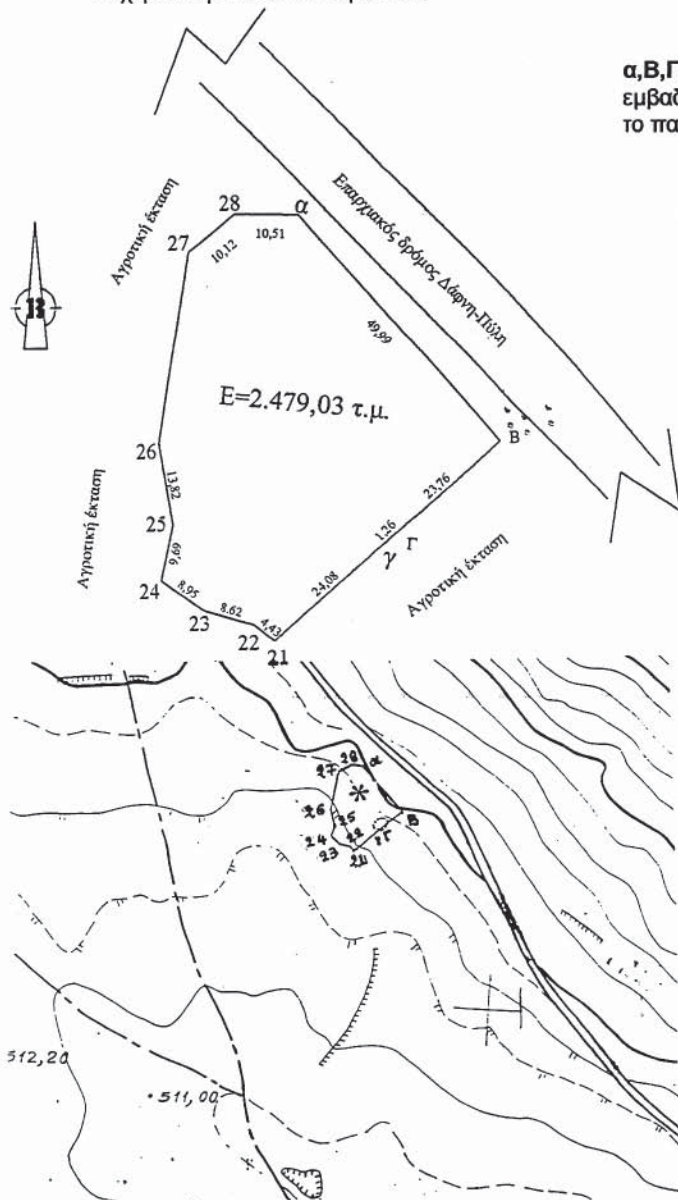 α,Β,Γ
εμβαδ
το πα
Επαρχιακός δρόμος Δάφνη-Πύλη
Αγροτική έκταση
28
α
27
10,12
10,51
49,99
Β
Ε=2.479,03 τ.μ.
Β
26
13,82
23,76
25
1,26
γ Γ
Αγροτική έκταση
9,69
Αγροτική έκταση
24
8,95
24,08
23
8.62
4,43
22
21
28
α
27
26
25
Β
24
22
γΓ
23
21
512,20
511,00